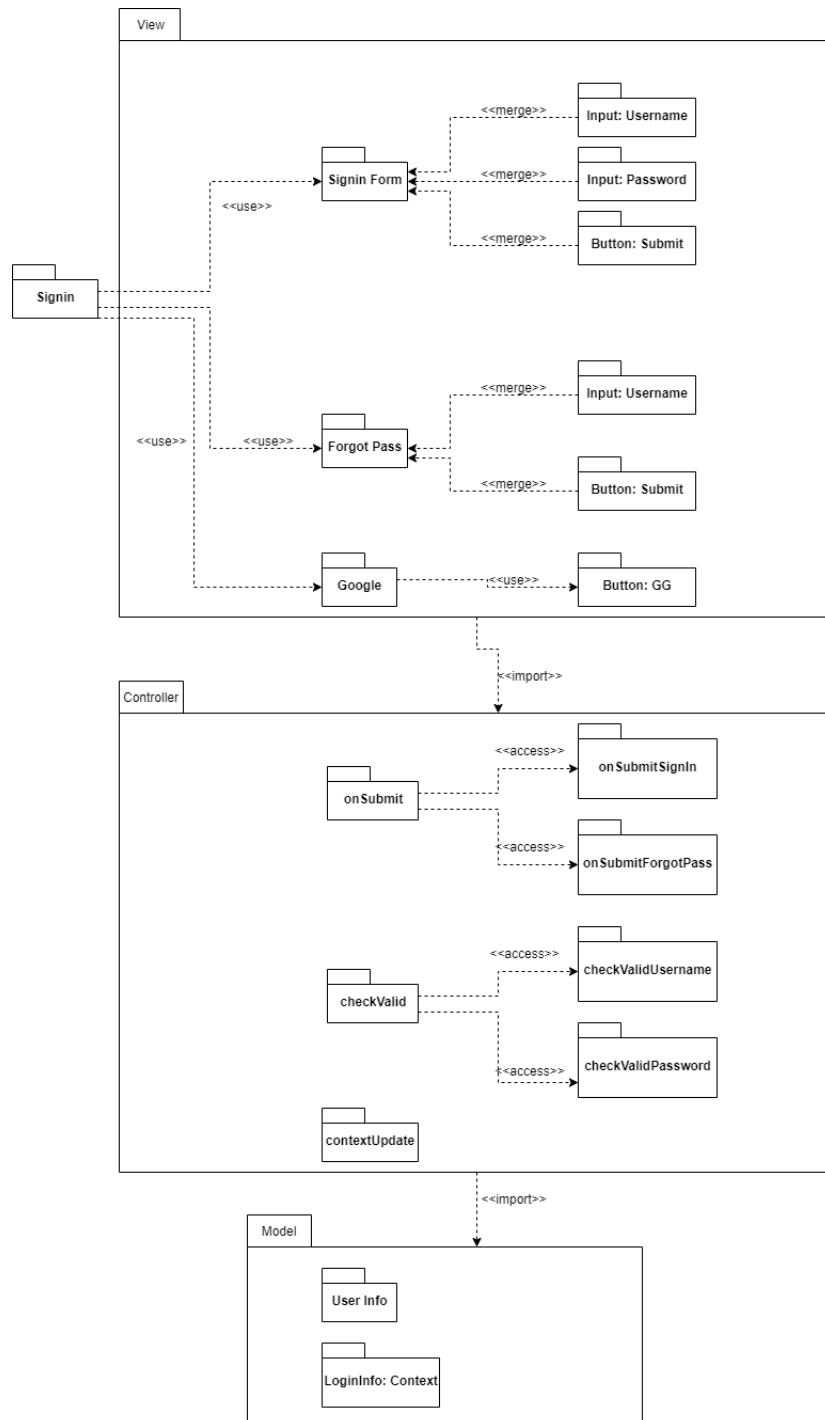 View
<<merge>>
Input: Username
Signin Form
<<merge>>
Input: Password
<<use>>
<<merge>>
Button: Submit
Signin
<<merge>>
Input: Username
<<use>>
<<use>>
Forgot Pass
<<merge>>
Button: Submit
Google
<<use>>
Button: GG
<<import>>
Controller
<<access>>
onSubmitSignIn
onSubmit
<<access>>
onSubmitForgotPass
<<access>>
checkValidUsername
checkValid
<<access>>
checkValidPassword
contextUpdate
<<import>>
Model
User Info
LoginInfo: Context